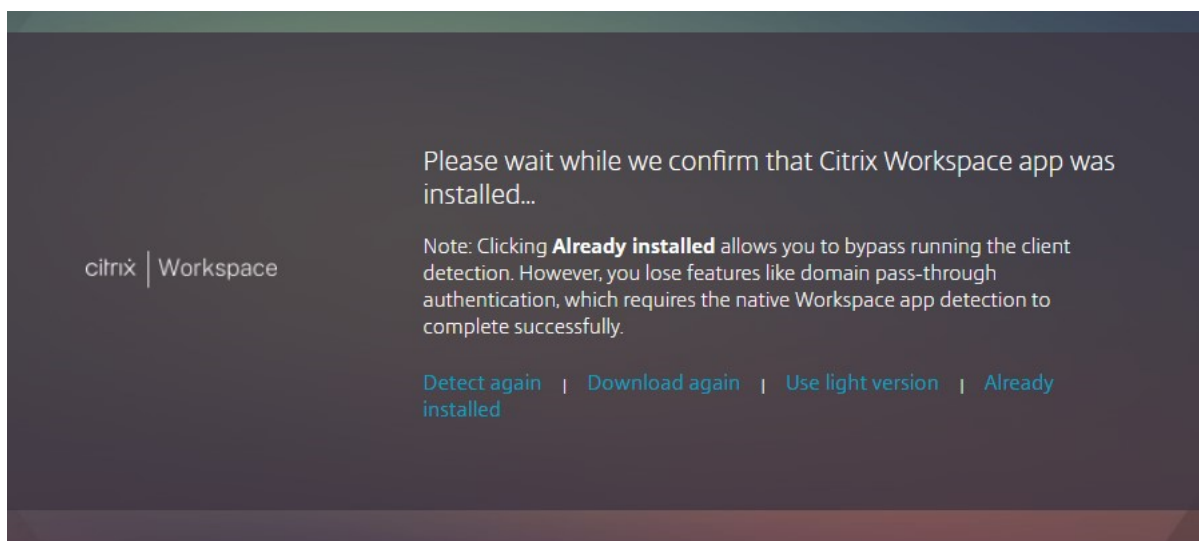 Please wait while we confirm that Citrix Workspace app was
installed...
Note: Clicking Already installed allows you to bypass running the client
detection. However, you lose features like domain pass-through
authentication, which requires the native Workspace app detection to
complete successfully.
citrix | Workspace
Detect again | Download again | Use light version | Already
installed